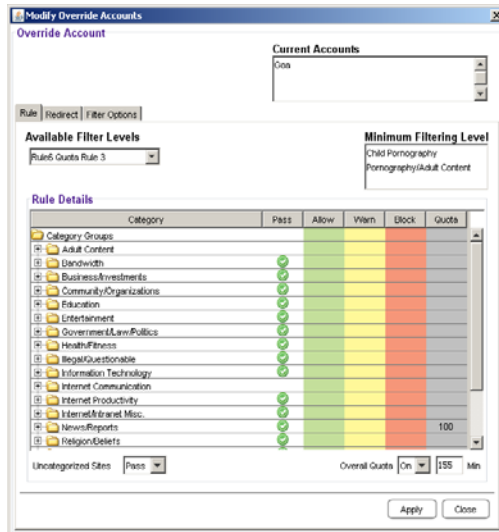 Modify Override Accounts
Override Account
Current Accounts
Goa
Rule Redirect Filter Options
Available Filter Levels
Minimum Filtering Level
Rule6 Quota Rule 3
Child Pornography
Pornography/Adult Content
Rule Details
Category Pass Allow Warn Block Quota
Category Groups
Adult Content
Bandwidth
Business/Investments
Community/Organizations
Education
Entertainment
Government/Law/Politics
Health/Fitness
Illegal/Questionable
Information Technology
Internet Communication
Internet Productivity
Internet/Intranet Misc.
News/Reports 100
Religion/Beliefs
Uncategorized Sites Pass Overall Quota On 155 Min
Apply Close